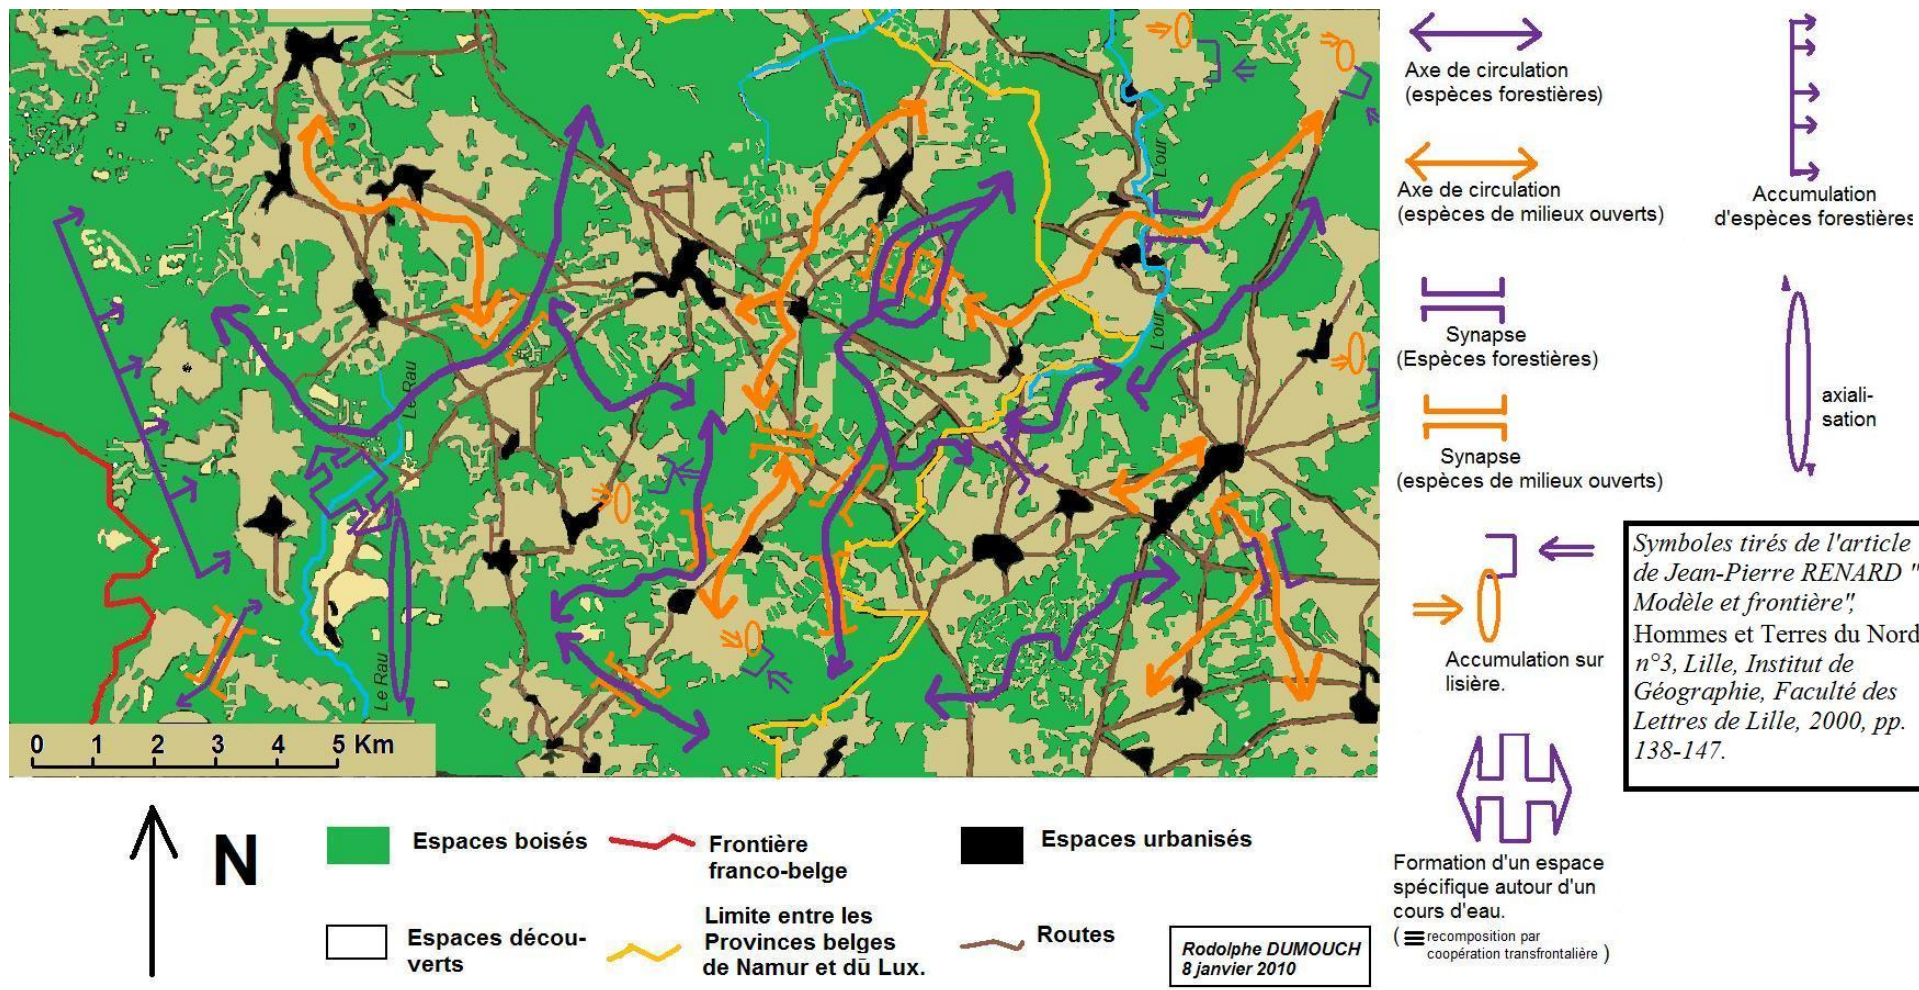 L'our
L'our
Le Rau
Le Rau
0 1 2 3 4 5 Km
N
Espaces boisés
Frontière
franco-belge
Espaces urbanisés
Espaces décou-
verts
Limite entre les
Provinces belges
de Namur et dü Lux.
Routes
Rodolphe DUMOUCH
8 janvier 2010
Axe de circulation
(espèces forestières)
Axe de circulation
(espèces de milieux ouverts)
Synapse
(Espèces forestières)
Synapse
(espèces de milieux ouverts)
Accumulation sur
lisière.
Formation d'un espace
spécifique autour d'un
cours d'eau.
( recomposition par
coopération transfrontalière )
Accumulation
d'espèces forestières
axiali-
sation
Symboles tirés de l'article
de Jean-Pierre RENARD "
Modèle et frontière",
Hommes et Terres du Nord
n°3, Lille, Institut de
Géographie, Faculté des
Lettres de Lille, 2000, pp.
138-147.